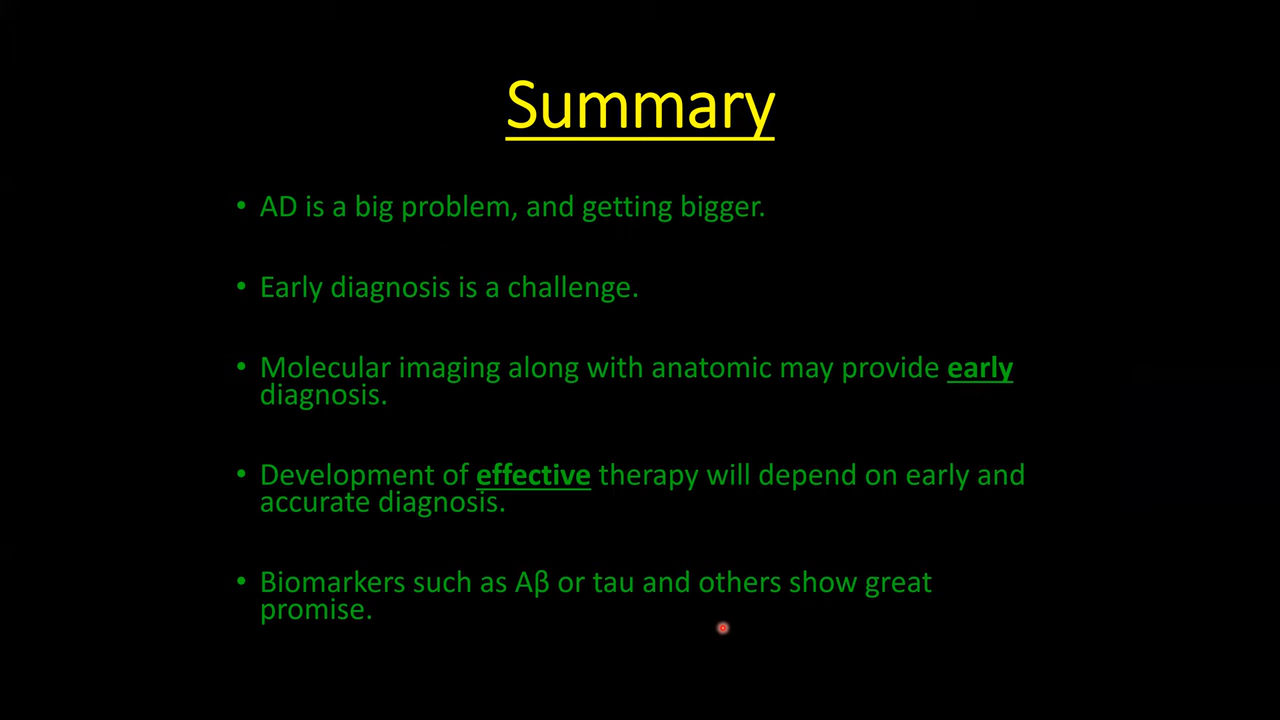 Summary
• AD is a big problem, and getting bigger.
• Early diagnosis is a challenge.
• Molecular imaging along with anatomic may provide early
diagnosis.
• Development of effective therapy will depend on early and
accurate diagnosis.
• Biomarkers such as Aβ or tau and others show great
promise.